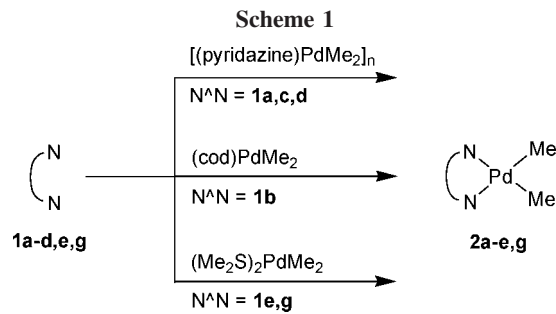 Scheme 1
[(pyridazine)PdMe2]n
N^N = 1a,c,d
(cod)PdMe2
N^N = 1b
(Me2S)2PdMe2
N^N = 1e,g
N
N
1a-d,e,g
N
N
Pd
Me
Me
2a-e,g